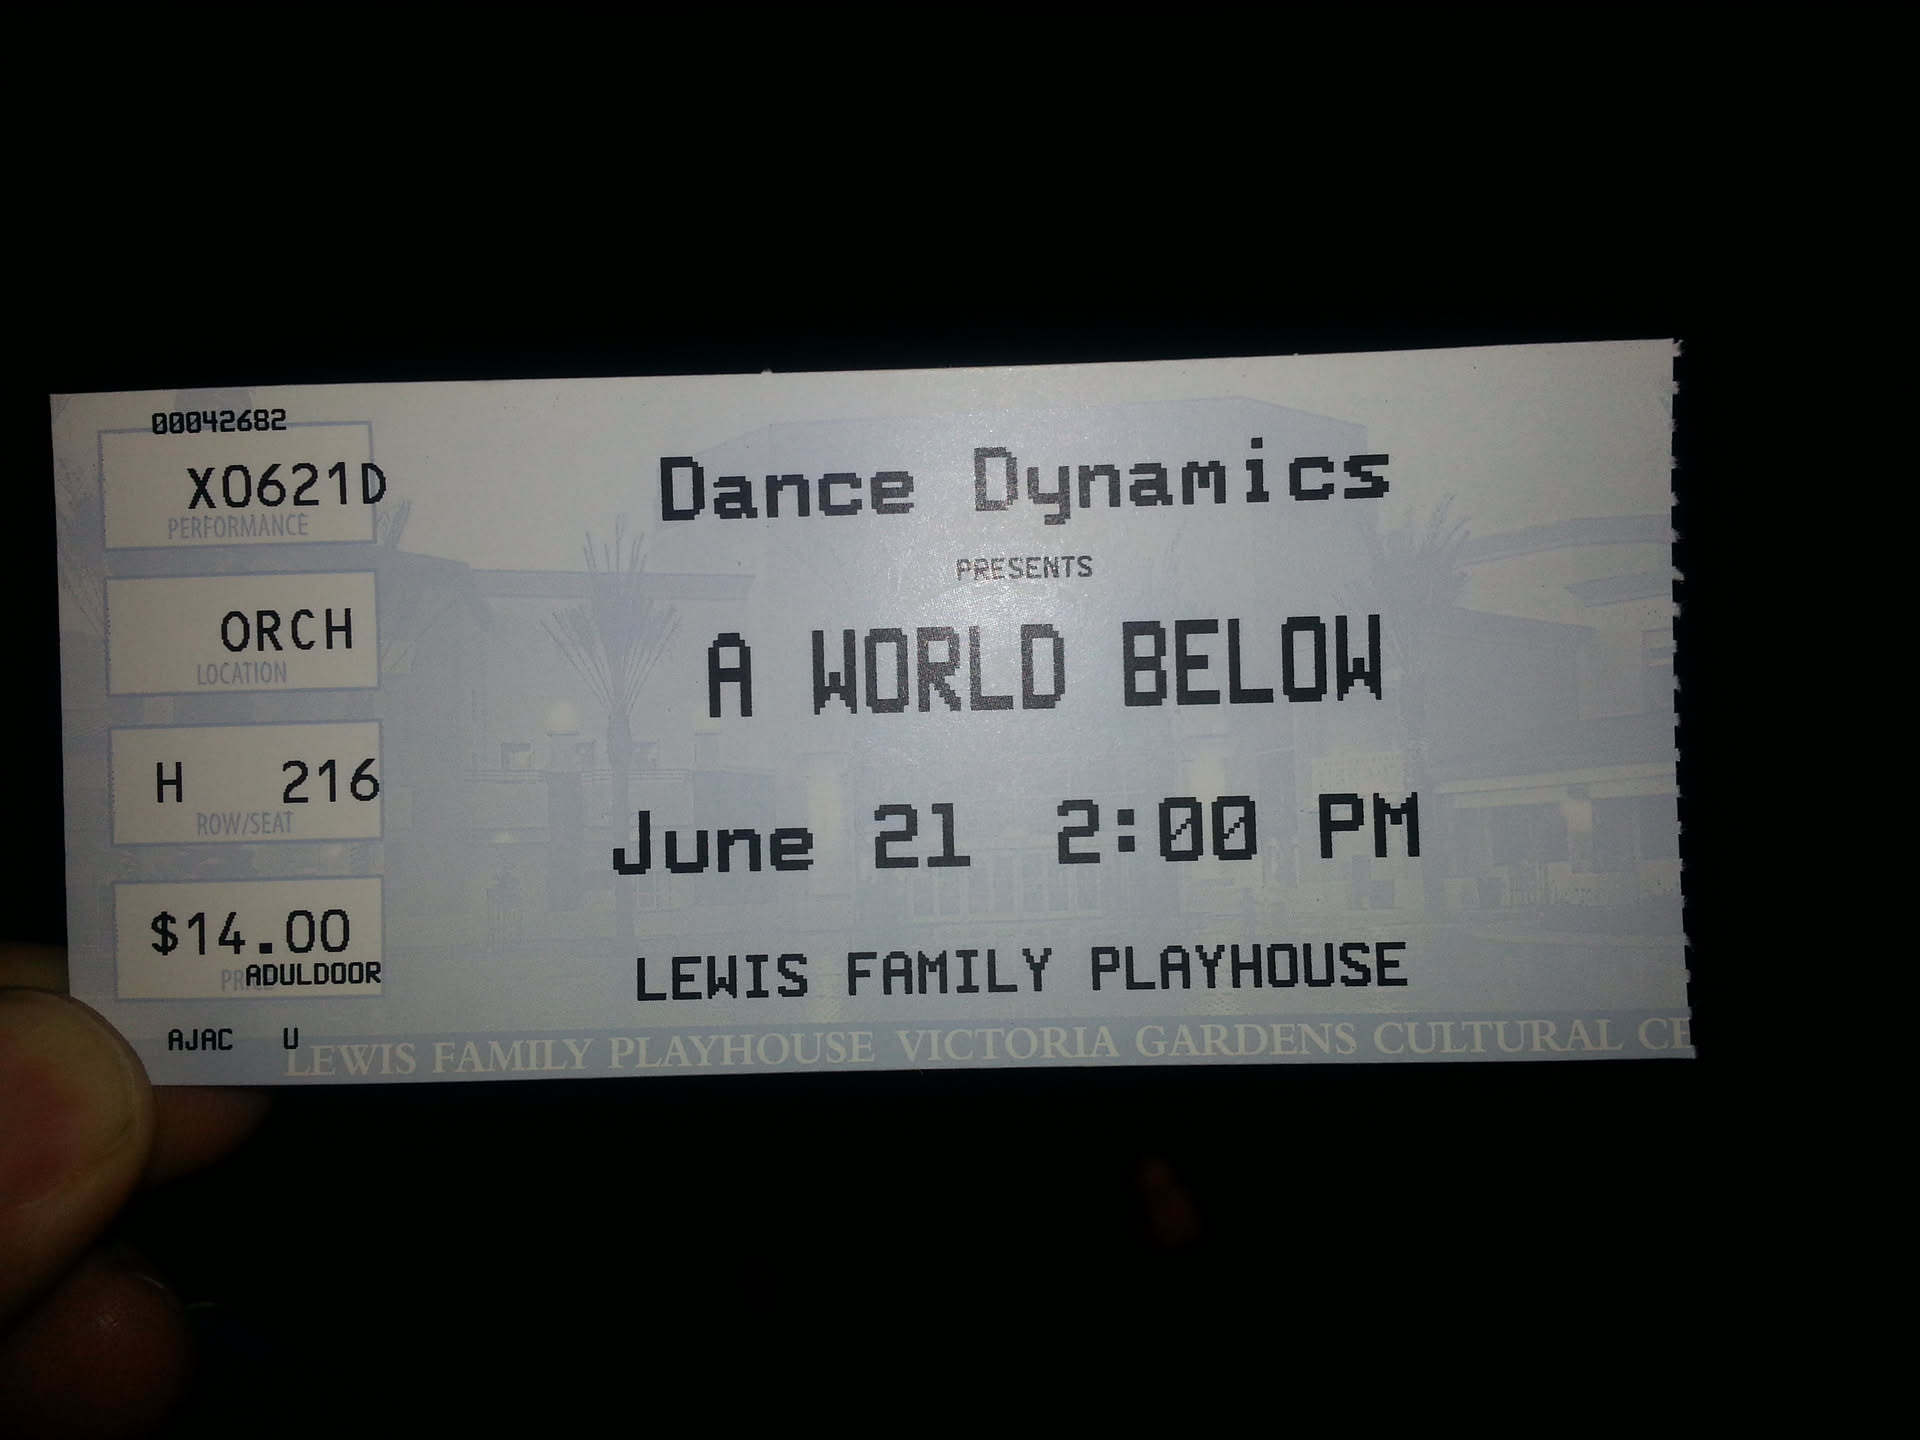 00042682
X0621D
PERFORMANCE
ORCH
LOCATION
H 216
ROW/SEAT
$14.00
ADULDOOR
AJAC U
Dance Dynamics
PRESENTS
A WORLD BELOW
June 21 2:00 PM
LEWIS FAMILY PLAYHOUSE
LEWIS FAMILY PLAYHOUSE VICTORIA GARDENS CULTURAL CE